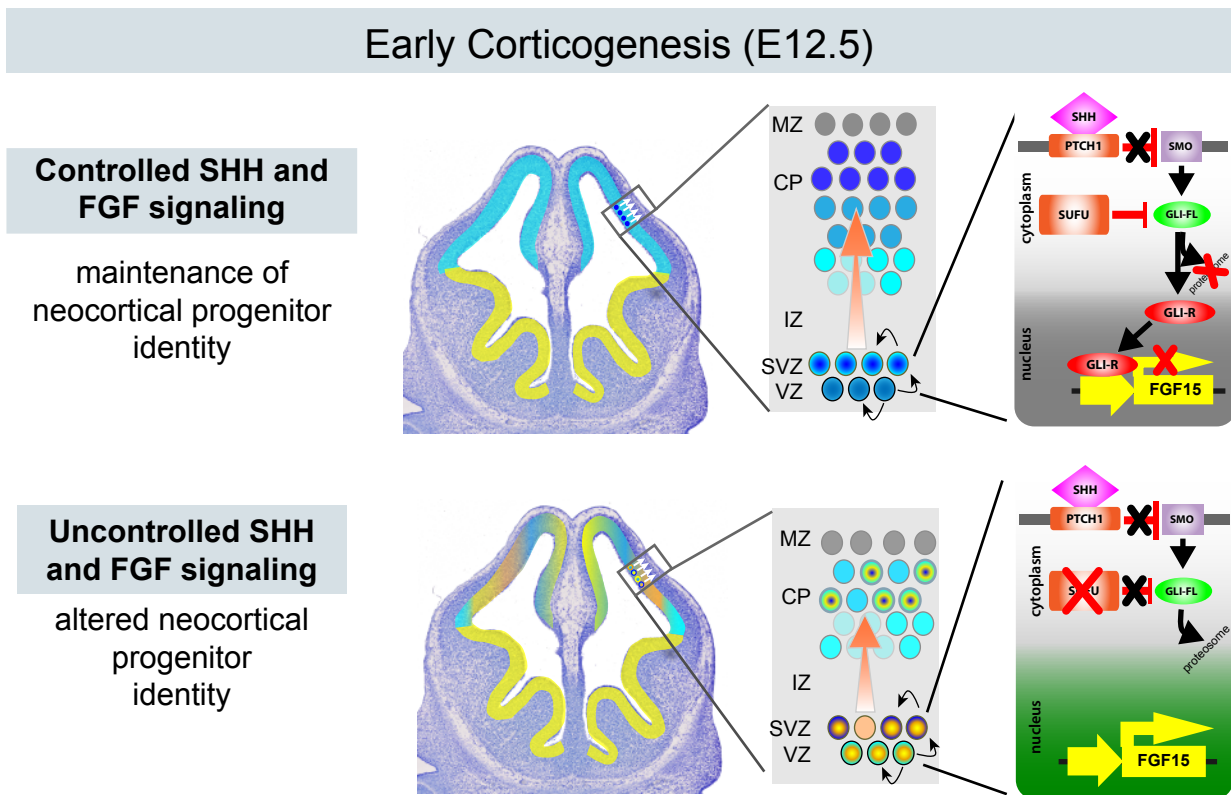 Early Corticogenesis (E12.5)
Controlled SHH and
FGF signaling
maintenance of
neocortical progenitor
identity
MZ
CP
IZ
SVZ
VZ
SHH
PTCH1
SMO
cytoplasm
SUFU
GLI-FL
proteosome
GLI-R
nucleus
GLI-R
FGF15
Uncontrolled SHH
and FGF signaling
altered neocortical
progenitor
identity
MZ
CP
IZ
SVZ
VZ
SHH
PTCH1
SMO
cytoplasm
SUFU
GLI-FL
proteosome
nucleus
FGF15